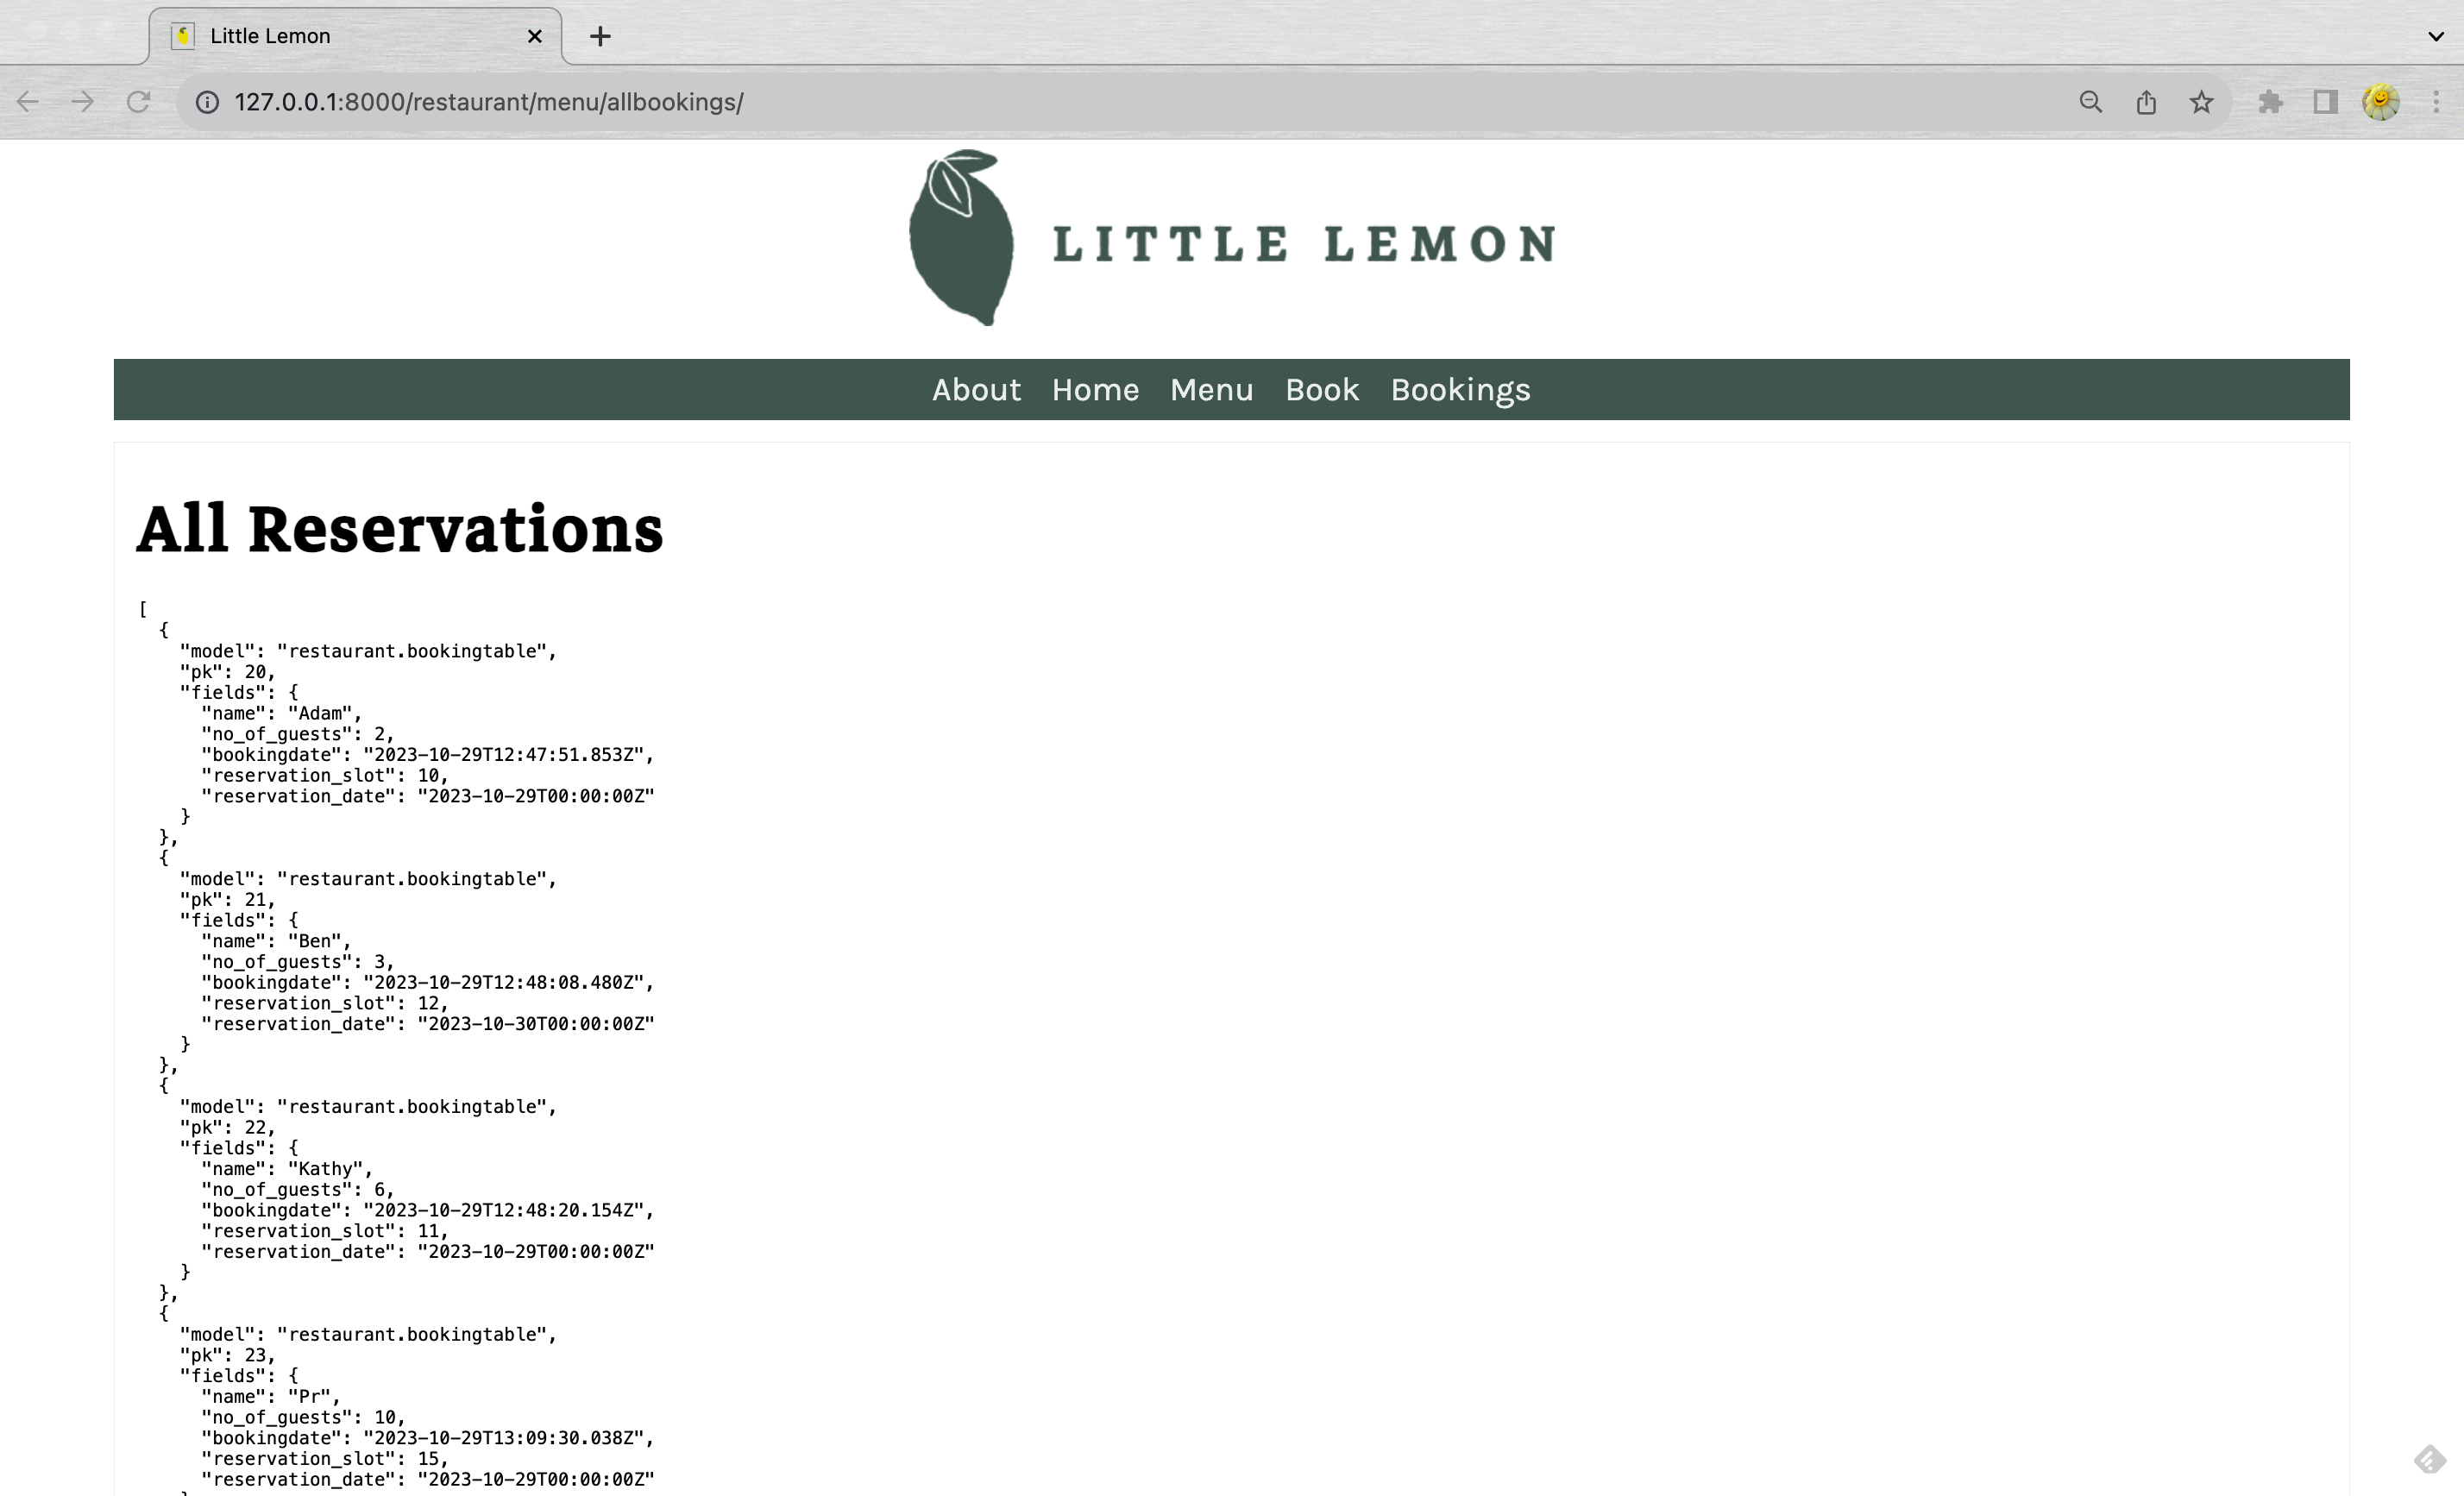 Little Lemon
127.0.0.1:8000/restaurant/menu/allbookings/
LITTLE LEMON
About Home Menu Book Bookings
All Reservations
[
  {
    "model": "restaurant.bookingtable",
    "pk": 20,
    "fields": {
      "name": "Adam",
      "no_of_guests": 2,
      "bookingdate": "2023-10-29T12:47:51.853Z",
      "reservation_slot": 10,
      "reservation_date": "2023-10-29T00:00:00Z"
    }
  },
  {
    "model": "restaurant.bookingtable",
    "pk": 21,
    "fields": {
      "name": "Ben",
      "no_of_guests": 3,
      "bookingdate": "2023-10-29T12:48:08.480Z",
      "reservation_slot": 12,
      "reservation_date": "2023-10-30T00:00:00Z"
    }
  },
  {
    "model": "restaurant.bookingtable",
    "pk": 22,
    "fields": {
      "name": "Kathy",
      "no_of_guests": 6,
      "bookingdate": "2023-10-29T12:48:20.154Z",
      "reservation_slot": 11,
      "reservation_date": "2023-10-29T00:00:00Z"
    }
  },
  {
    "model": "restaurant.bookingtable",
    "pk": 23,
    "fields": {
      "name": "Pr",
      "no_of_guests": 10,
      "bookingdate": "2023-10-29T13:09:30.038Z",
      "reservation_slot": 15,
      "reservation_date": "2023-10-29T00:00:00Z"